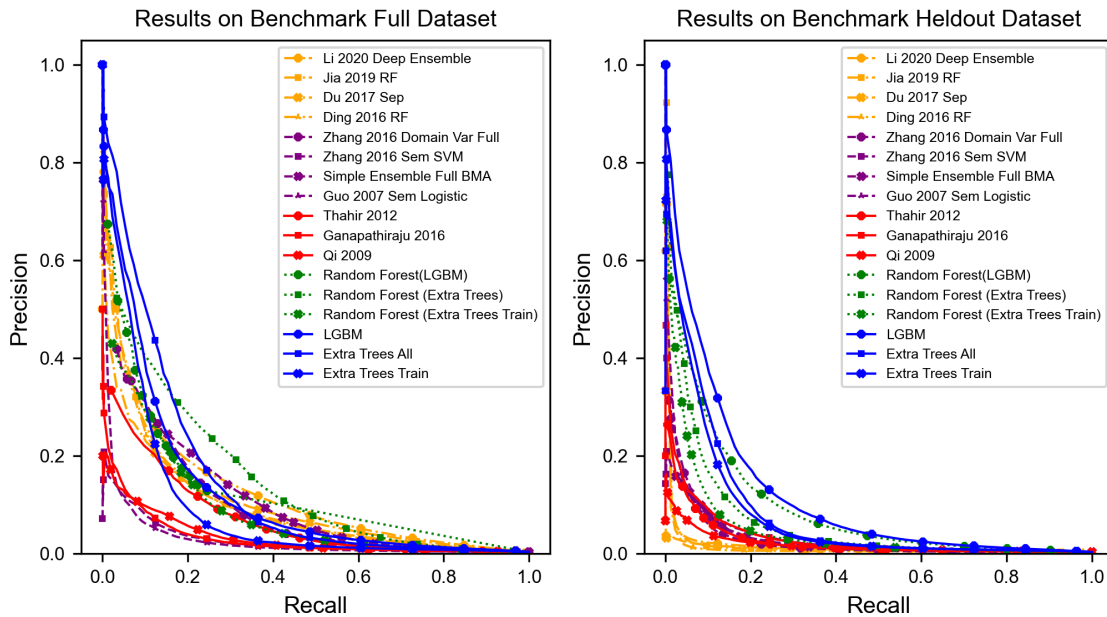 Results on Benchmark Full Dataset
Precision
1.0
0.8
0.6
0.4
0.2
0.0
Li 2020 Deep Ensemble
Jia 2019 RF
Du 2017 Sep
Ding 2016 RF
Zhang 2016 Domain Var Full
Zhang 2016 Sem SVM
Simple Ensemble Full BMA
Guo 2007 Sem Logistic
Thahir 2012
Ganapathiraju 2016
Qi 2009
Random Forest(LGBM)
Random Forest (Extra Trees)
Random Forest (Extra Trees Train)
LGBM
Extra Trees All
Extra Trees Train
0.0 0.2 0.4 0.6 0.8 1.0
Recall
Results on Benchmark Heldout Dataset
Precision
1.0
0.8
0.6
0.4
0.2
0.0
Li 2020 Deep Ensemble
Jia 2019 RF
Du 2017 Sep
Ding 2016 RF
Zhang 2016 Domain Var Full
Zhang 2016 Sem SVM
Simple Ensemble Full BMA
Guo 2007 Sem Logistic
Thahir 2012
Ganapathiraju 2016
Qi 2009
Random Forest(LGBM)
Random Forest (Extra Trees)
Random Forest (Extra Trees Train)
LGBM
Extra Trees All
Extra Trees Train
0.0 0.2 0.4 0.6 0.8 1.0
Recall